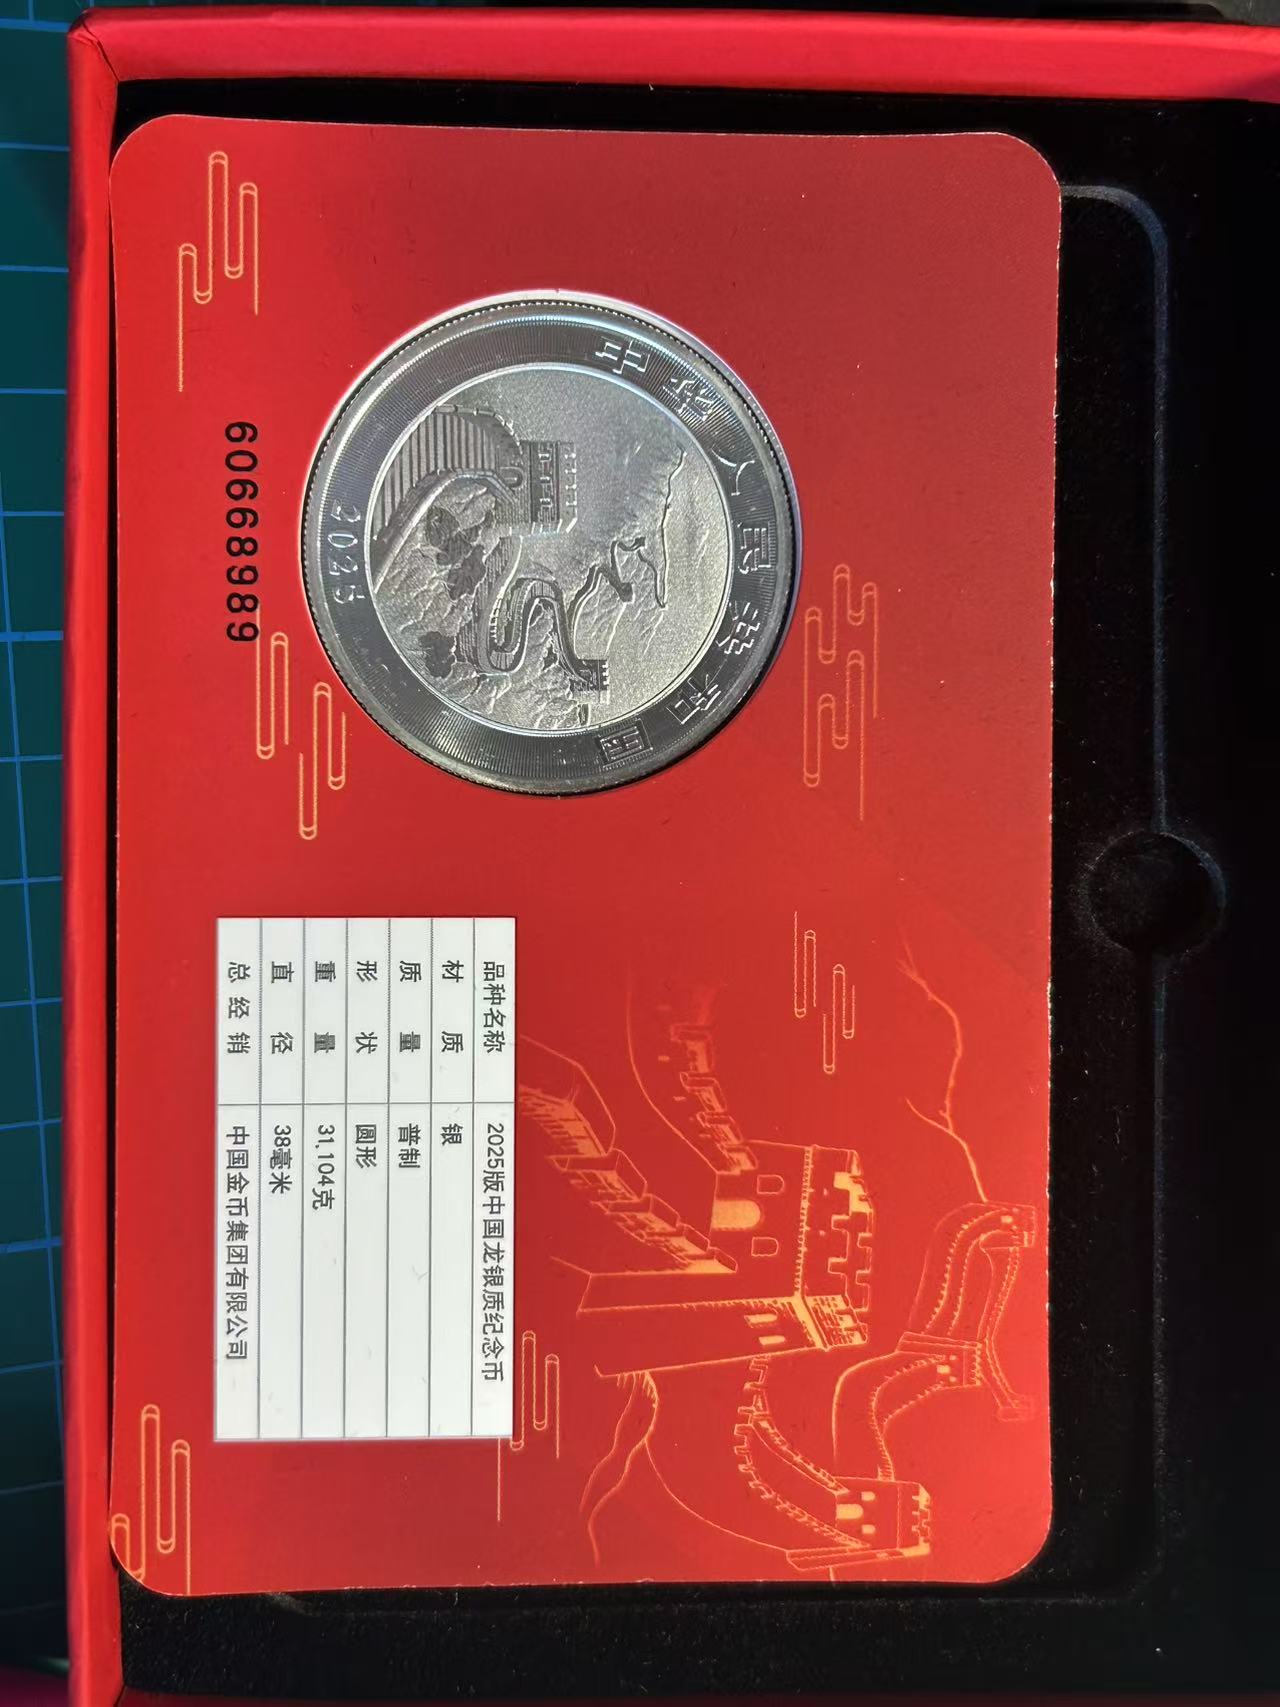 中华人民共和国
2025
60668989
品种名称 2025版中国龙银质纪念币
材质 银
质量 普制
形状 圆形
重量 31.104克
直径 38毫米
总经销 中国金币集团有限公司